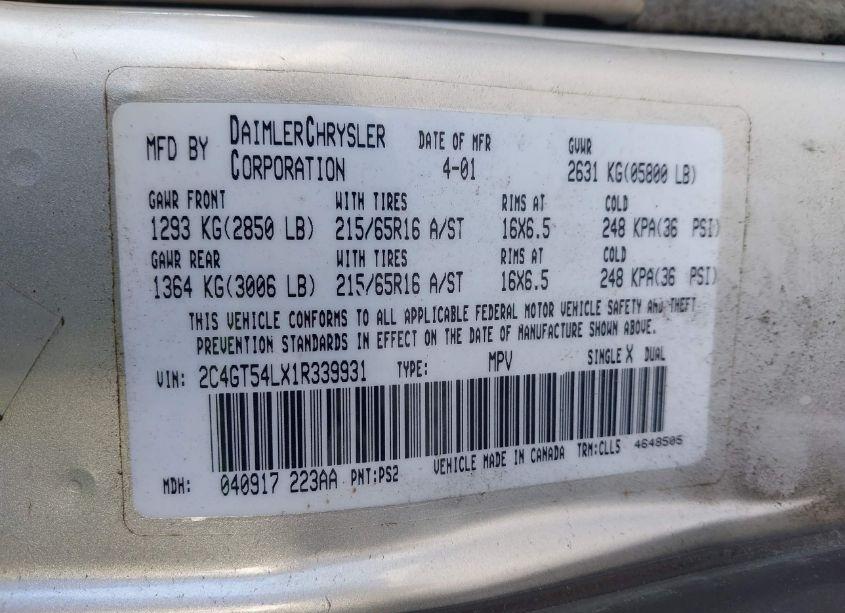 MFD BY DAIMLERCHRYSLER CORPORATION DATE OF MFR 4-01 GVWR 2631 KG(05800 LB)
GAWR FRONT WITH TIRES RIMS AT COLD
1293 KG(2850 LB) 215/65R16 A/ST 16X6.5 248 KPA(36 PSI)
GAWR REAR WITH TIRES RIMS AT COLD
1364 KG(3006 LB) 215/65R16 A/ST 16X6.5 248 KPA(36 PSI)
THIS VEHICLE CONFORMS TO ALL APPLICABLE FEDERAL MOTOR VEHICLE SAFETY AND THEFT
PREVENTION STANDARDS IN EFFECT ON THE DATE OF MANUFACTURE SHOWN ABOVE.
VIN: 2C4GT54LX1R339931 TYPE: MPV SINGLE X DUAL
MDH: 040917 223AA PNT:PS2 VEHICLE MADE IN CANADA TRM:CLL5 4648505